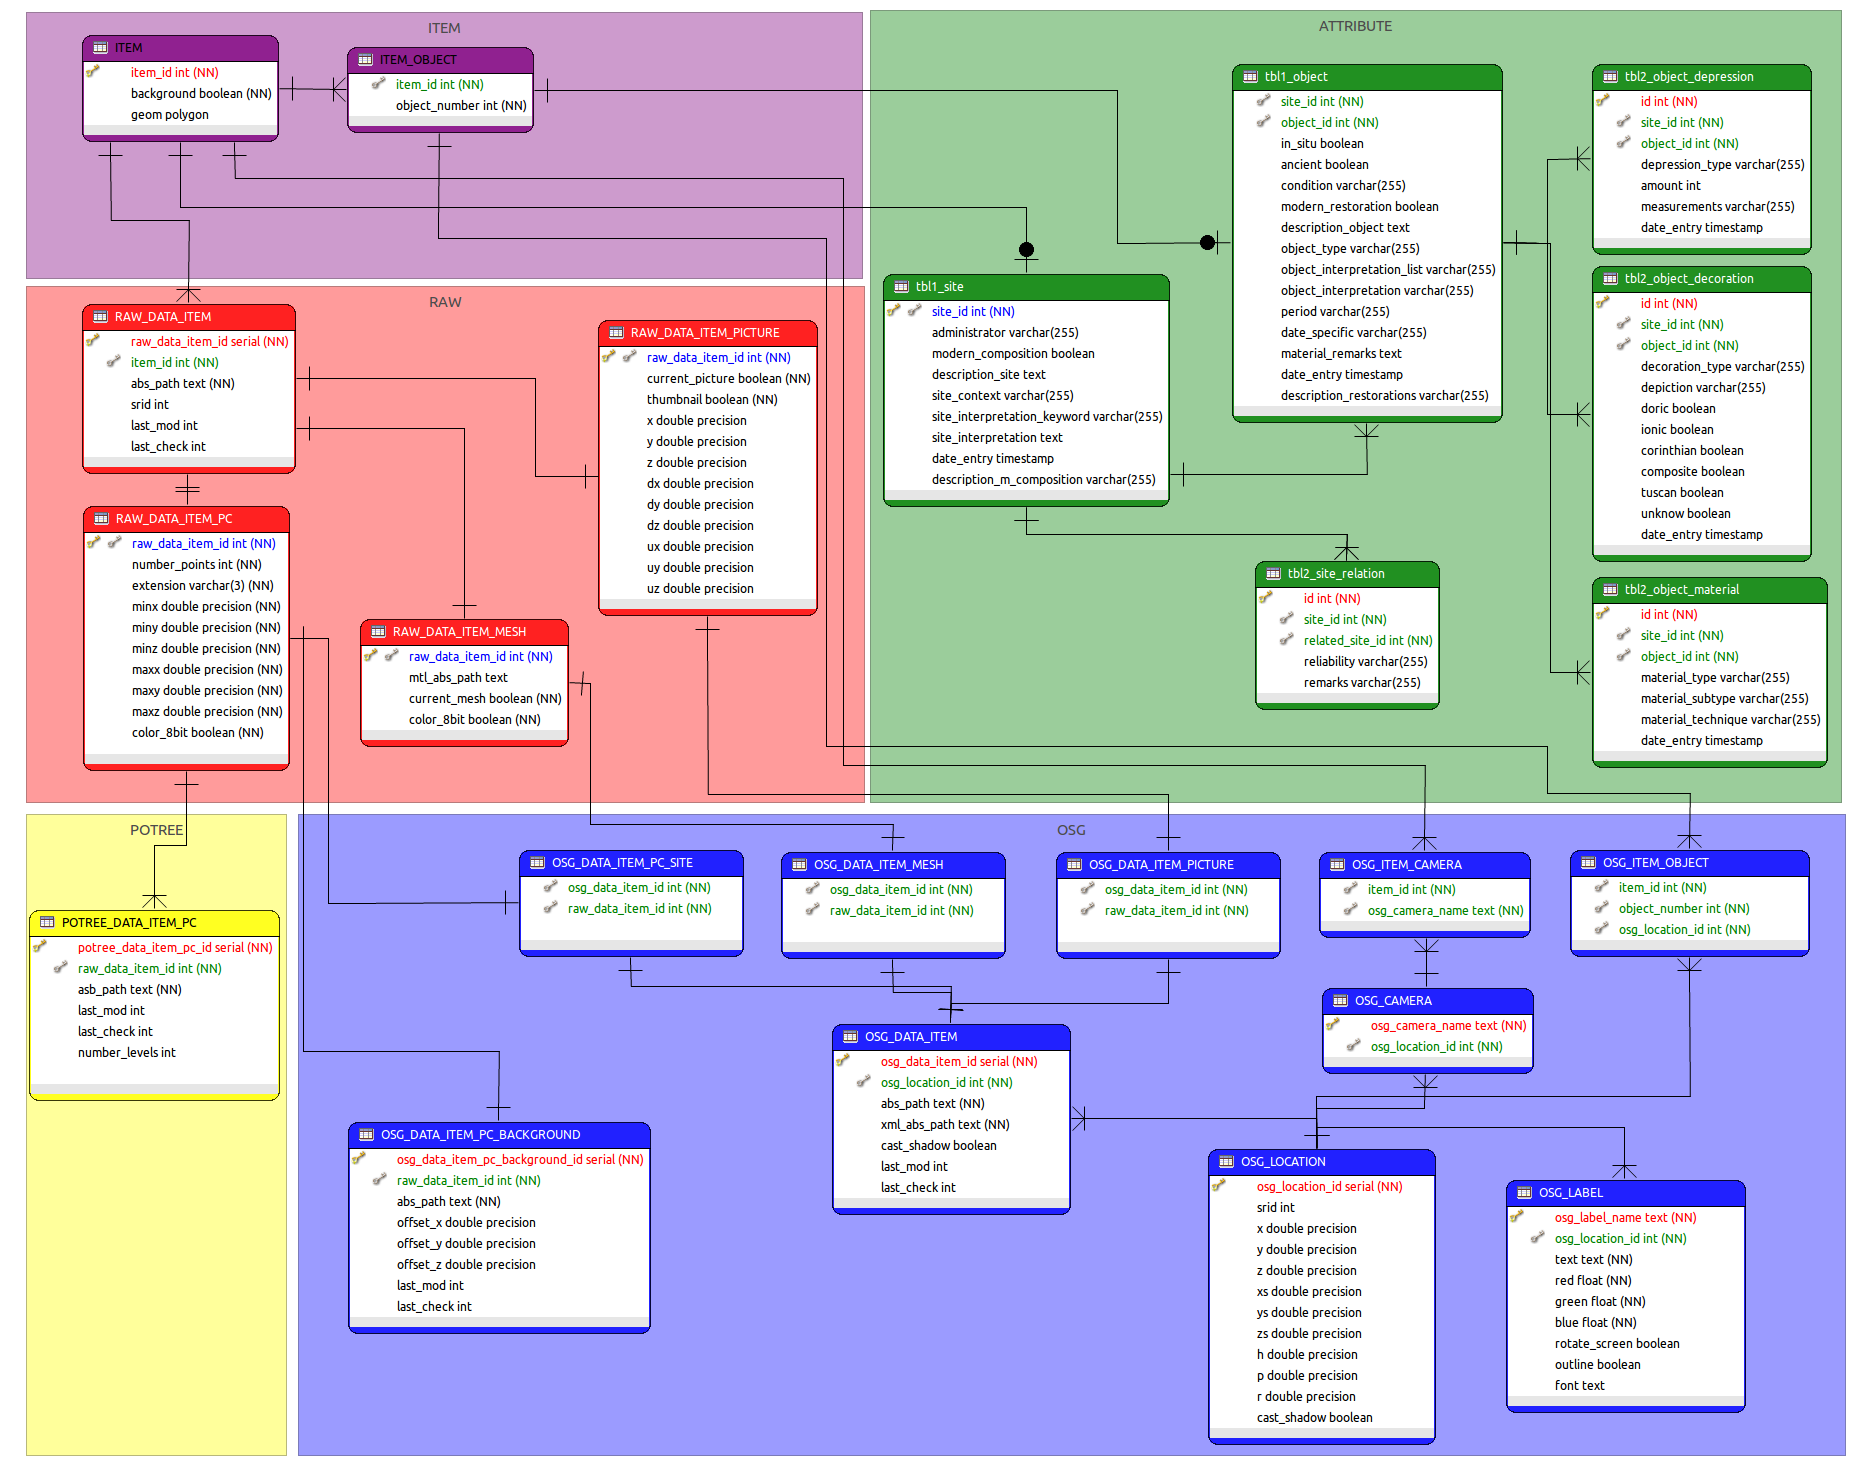 ITEM
ITEM
item_id int (NN)
background boolean (NN)
geom polygon
ITEM_OBJECT
item_id int (NN)
object_number int (NN)
ATTRIBUTE
tbl1_object
site_id int (NN)
object_id int (NN)
in_situ boolean
ancient boolean
condition varchar(255)
modern_restoration boolean
description_object text
object_type varchar(255)
object_interpretation_list varchar(255)
object_interpretation varchar(255)
period varchar(255)
date_specific varchar(255)
material_remarks text
date_entry timestamp
description_restorations varchar(255)
tbl2_object_depression
id int (NN)
site_id int (NN)
object_id int (NN)
depression_type varchar(255)
amount int
measurements varchar(255)
date_entry timestamp
tbl2_object_decoration
id int (NN)
site_id int (NN)
object_id int (NN)
decoration_type varchar(255)
depiction varchar(255)
doric boolean
ionic boolean
corinthian boolean
composite boolean
tuscan boolean
unknow boolean
date_entry timestamp
tbl1_site
site_id int (NN)
administrator varchar(255)
modern_composition boolean
description_site text
site_context varchar(255)
site_interpretation_keyword varchar(255)
site_interpretation text
date_entry timestamp
description_m_composition varchar(255)
tbl2_site_relation
id int (NN)
site_id int (NN)
related_site_id int (NN)
reliability varchar(255)
remarks varchar(255)
tbl2_object_material
id int (NN)
site_id int (NN)
object_id int (NN)
material_type varchar(255)
material_subtype varchar(255)
material_technique varchar(255)
date_entry timestamp
RAW
RAW_DATA_ITEM
raw_data_item_id serial (NN)
item_id int (NN)
abs_path text (NN)
srid int
last_mod int
last_check int
RAW_DATA_ITEM_PICTURE
raw_data_item_id int (NN)
current_picture boolean (NN)
thumbnail boolean (NN)
x double precision
y double precision
z double precision
dx double precision
dy double precision
dz double precision
ux double precision
uy double precision
uz double precision
RAW_DATA_ITEM_PC
raw_data_item_id int (NN)
number_points int (NN)
extension varchar(3) (NN)
minx double precision (NN)
miny double precision (NN)
minz double precision (NN)
maxx double precision (NN)
maxy double precision (NN)
maxz double precision (NN)
color_8bit boolean (NN)
RAW_DATA_ITEM_MESH
raw_data_item_id int (NN)
mtl_abs_path text
current_mesh boolean (NN)
color_8bit boolean (NN)
POTREE
POTREE_DATA_ITEM_PC
potree_data_item_pc_id serial (NN)
raw_data_item_id int (NN)
asb_path text (NN)
last_mod int
last_check int
number_levels int
OSG
OSG_DATA_ITEM_PC_SITE
osg_data_item_id int (NN)
raw_data_item_id int (NN)
OSG_DATA_ITEM_MESH
osg_data_item_id int (NN)
raw_data_item_id int (NN)
OSG_DATA_ITEM_PICTURE
osg_data_item_id int (NN)
raw_data_item_id int (NN)
OSG_ITEM_CAMERA
item_id int (NN)
osg_camera_name text (NN)
OSG_ITEM_OBJECT
item_id int (NN)
object_number int (NN)
osg_location_id int (NN)
OSG_CAMERA
osg_camera_name text (NN)
osg_location_id int (NN)
OSG_DATA_ITEM
osg_data_item_id serial (NN)
osg_location_id int (NN)
abs_path text (NN)
xml_abs_path text (NN)
cast_shadow boolean
last_mod int
last_check int
OSG_DATA_ITEM_PC_BACKGROUND
osg_data_item_pc_background_id serial (NN)
raw_data_item_id int (NN)
abs_path text (NN)
offset_x double precision
offset_y double precision
offset_z double precision
last_mod int
last_check int
OSG_LOCATION
osg_location_id serial (NN)
srid int
x double precision
y double precision
z double precision
xs double precision
ys double precision
zs double precision
h double precision
p double precision
r double precision
cast_shadow boolean
OSG_LABEL
osg_label_name text (NN)
osg_location_id int (NN)
text text (NN)
red float (NN)
green float (NN)
blue float (NN)
rotate_screen boolean
outline boolean
font text